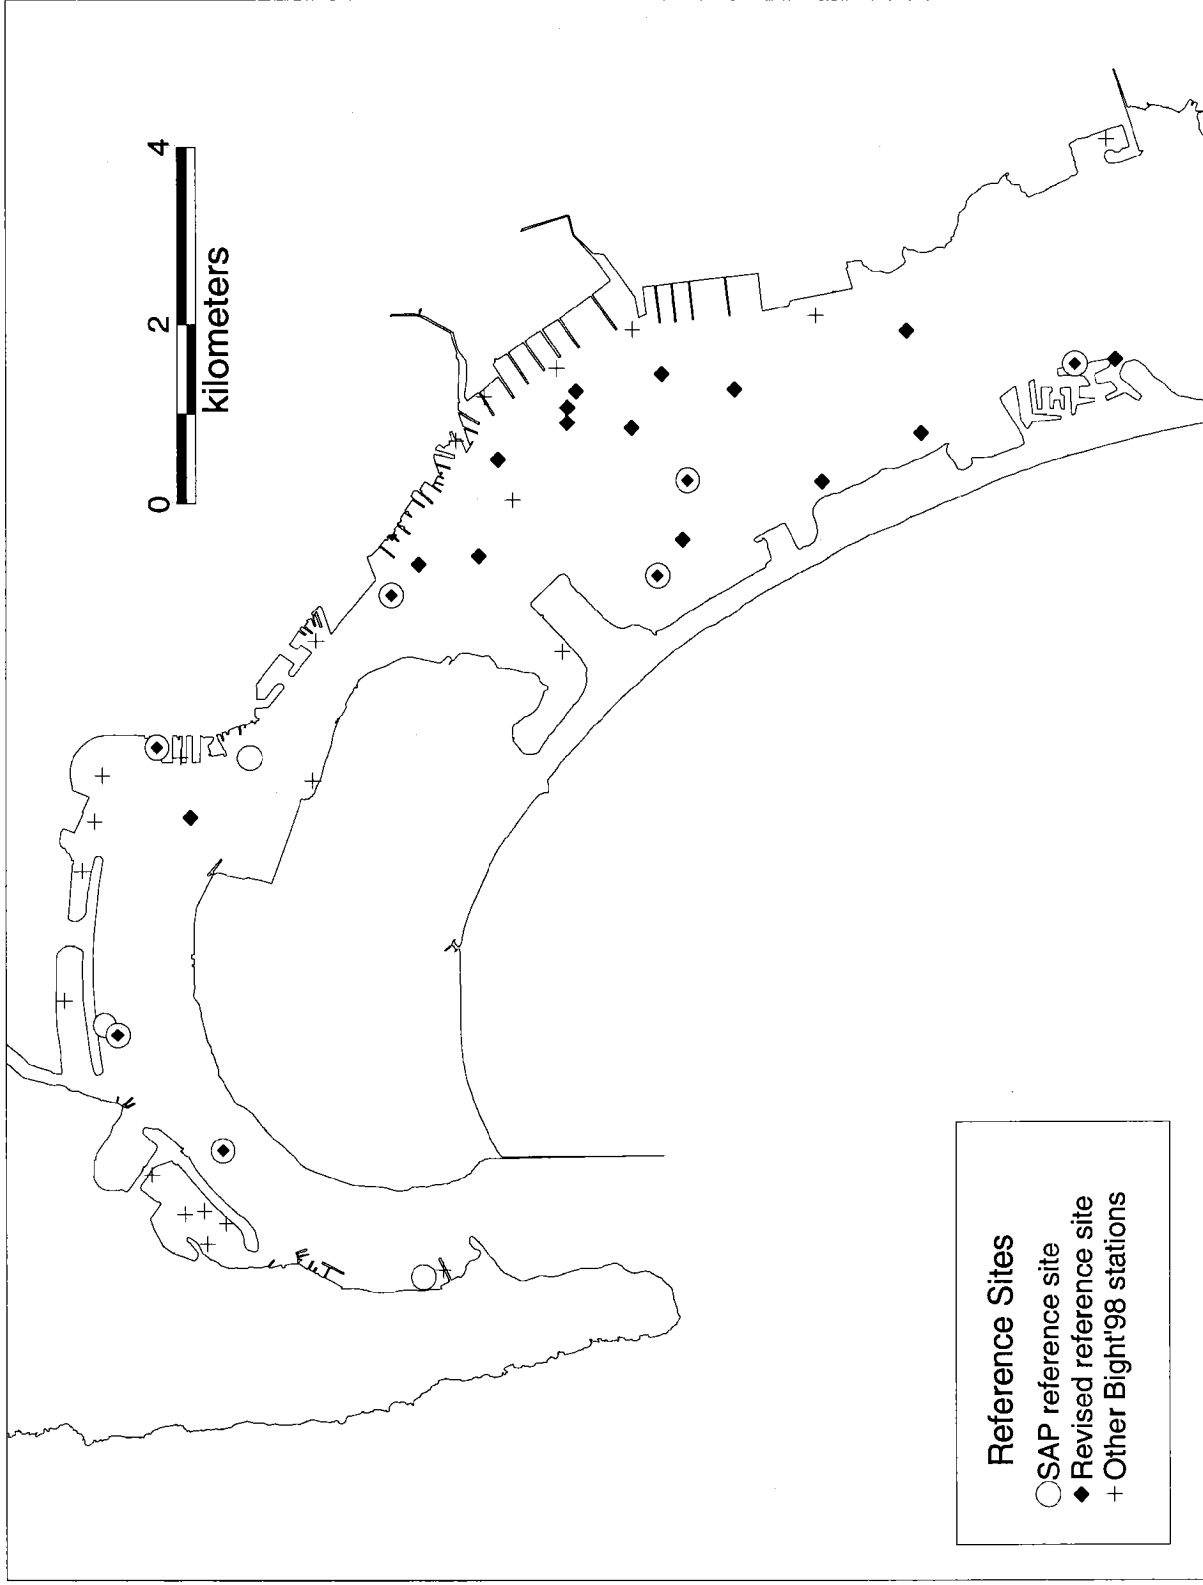 0 2 4
kilometers
Reference Sites
SAP reference site
Revised reference site
Other Bight'98 stations